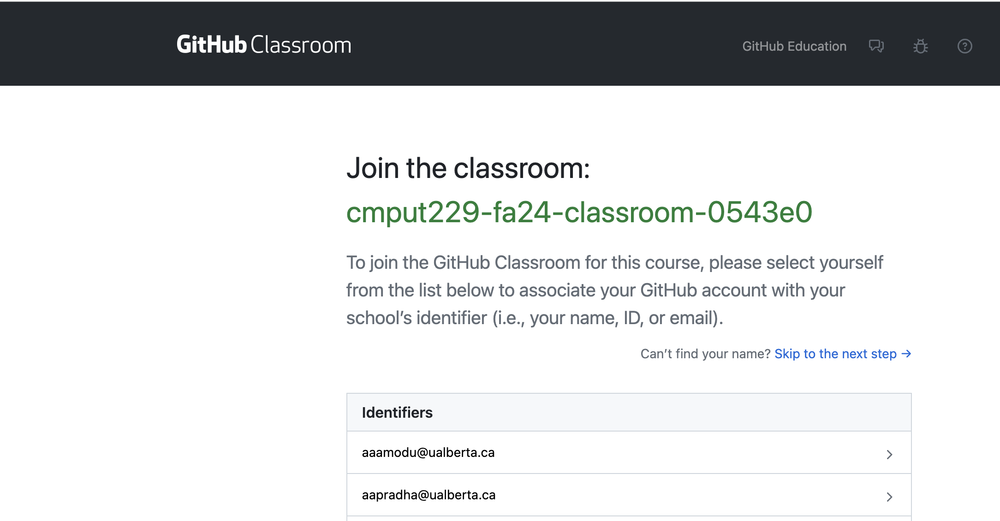 GitHub Classroom
GitHub Education
Join the classroom:
cmput229-fa24-classroom-0543e0
To join the GitHub Classroom for this course, please select yourself
from the list below to associate your GitHub account with your
school’s identifier (i.e., your name, ID, or email).
Can’t find your name? Skip to the next step →
Identifiers
aaamodu@ualberta.ca
aapradha@ualberta.ca